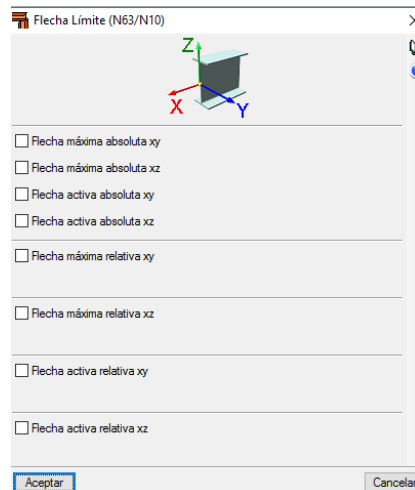 Flecha Límite (N63/N10)
Z
X
Y
Flecha máxima absoluta xy
Flecha máxima absoluta xz
Flecha activa absoluta xy
Flecha activa absoluta xz
Flecha máxima relativa xy
Flecha máxima relativa xz
Flecha activa relativa xy
Flecha activa relativa xz
Aceptar
Cancelar